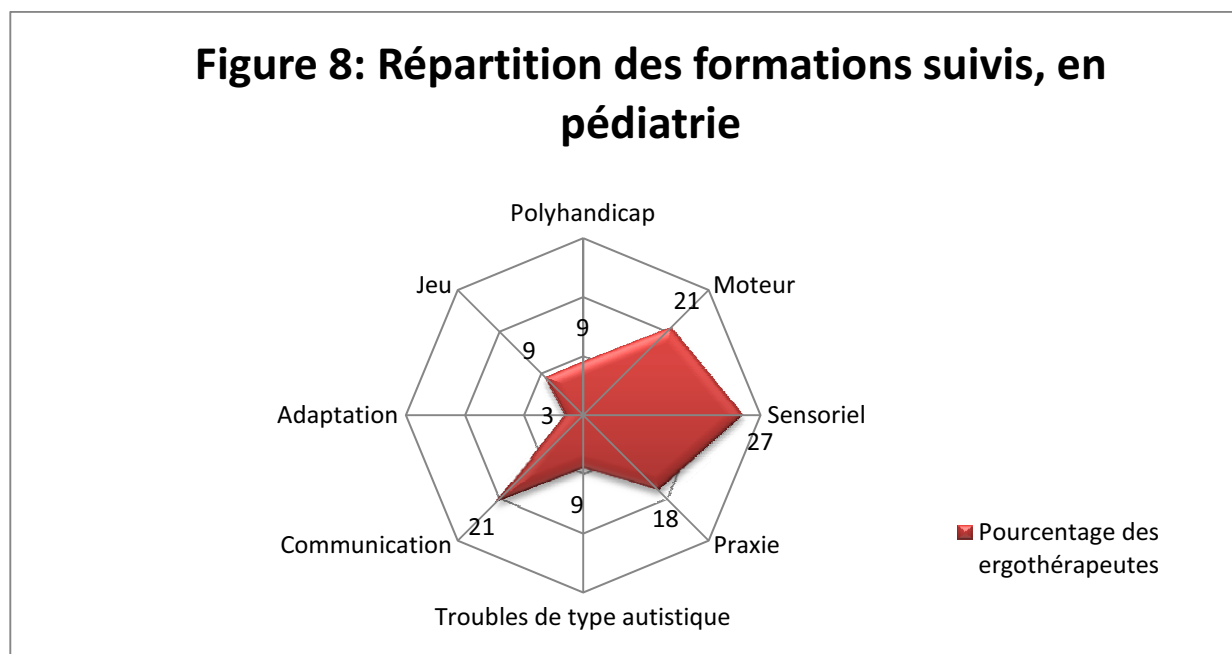 Figure 8: Répartition des formations suivis, en
pédiatrie
Polyhandicap
Jeu
Moteur
21
9
9
Adaptation
3
Sensoriel
27
9
21
18
Communication
Praxie
Troubles de type autistique
Pourcentage des
ergothérapeutes